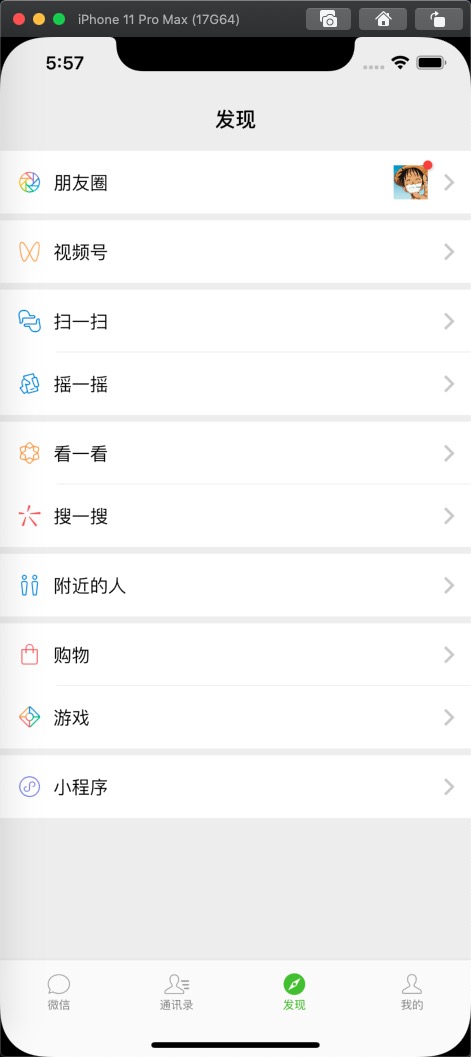 iPhone 11 Pro Max (17G64)
5:57
发现
朋友圈
视频号
扫一扫
摇一摇
看一看
搜一搜
附近的人
购物
游戏
小程序
微信 通讯录 发现 我的